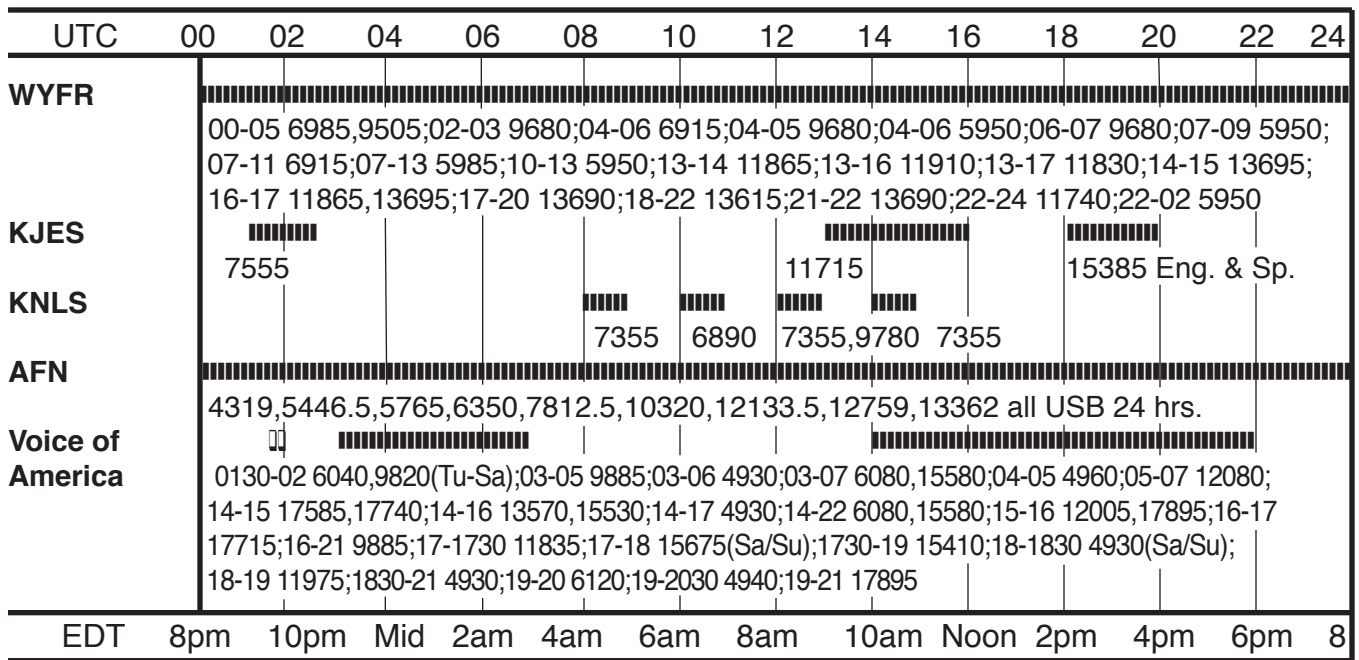 UTC 00 02 04 06 08 10 12 14 16 18 20 22 24
WYFR
00-05 6985,9505;02-03 9680;04-06 6915;04-05 9680;04-06 5950;06-07 9680;07-09 5950;
07-11 6915;07-13 5985;10-13 5950;13-14 11865;13-16 11910;13-17 11830;14-15 13695;
16-17 11865,13695;17-20 13690;18-22 13615;21-22 13690;22-24 11740;22-02 5950
KJES
7555 11715 15385 Eng. & Sp.
KNLS
7355 6890 7355,9780 7355
AFN
4319,5446.5,5765,6350,7812.5,10320,12133.5,12759,13362 all USB 24 hrs.
Voice of
America 0130-02 6040,9820(Tu-Sa);03-05 9885;03-06 4930;03-07 6080,15580;04-05 4960;05-07 12080;
14-15 17585,17740;14-16 13570,15530;14-17 4930;14-22 6080,15580;15-16 12005,17895;16-17
17715;16-21 9885;17-1730 11835;17-18 15675(Sa/Su);1730-19 15410;18-1830 4930(Sa/Su);
18-19 11975;1830-21 4930;19-20 6120;19-2030 4940;19-21 17895
EDT 8pm 10pm Mid 2am 4am 6am 8am 10am Noon 2pm 4pm 6pm 8